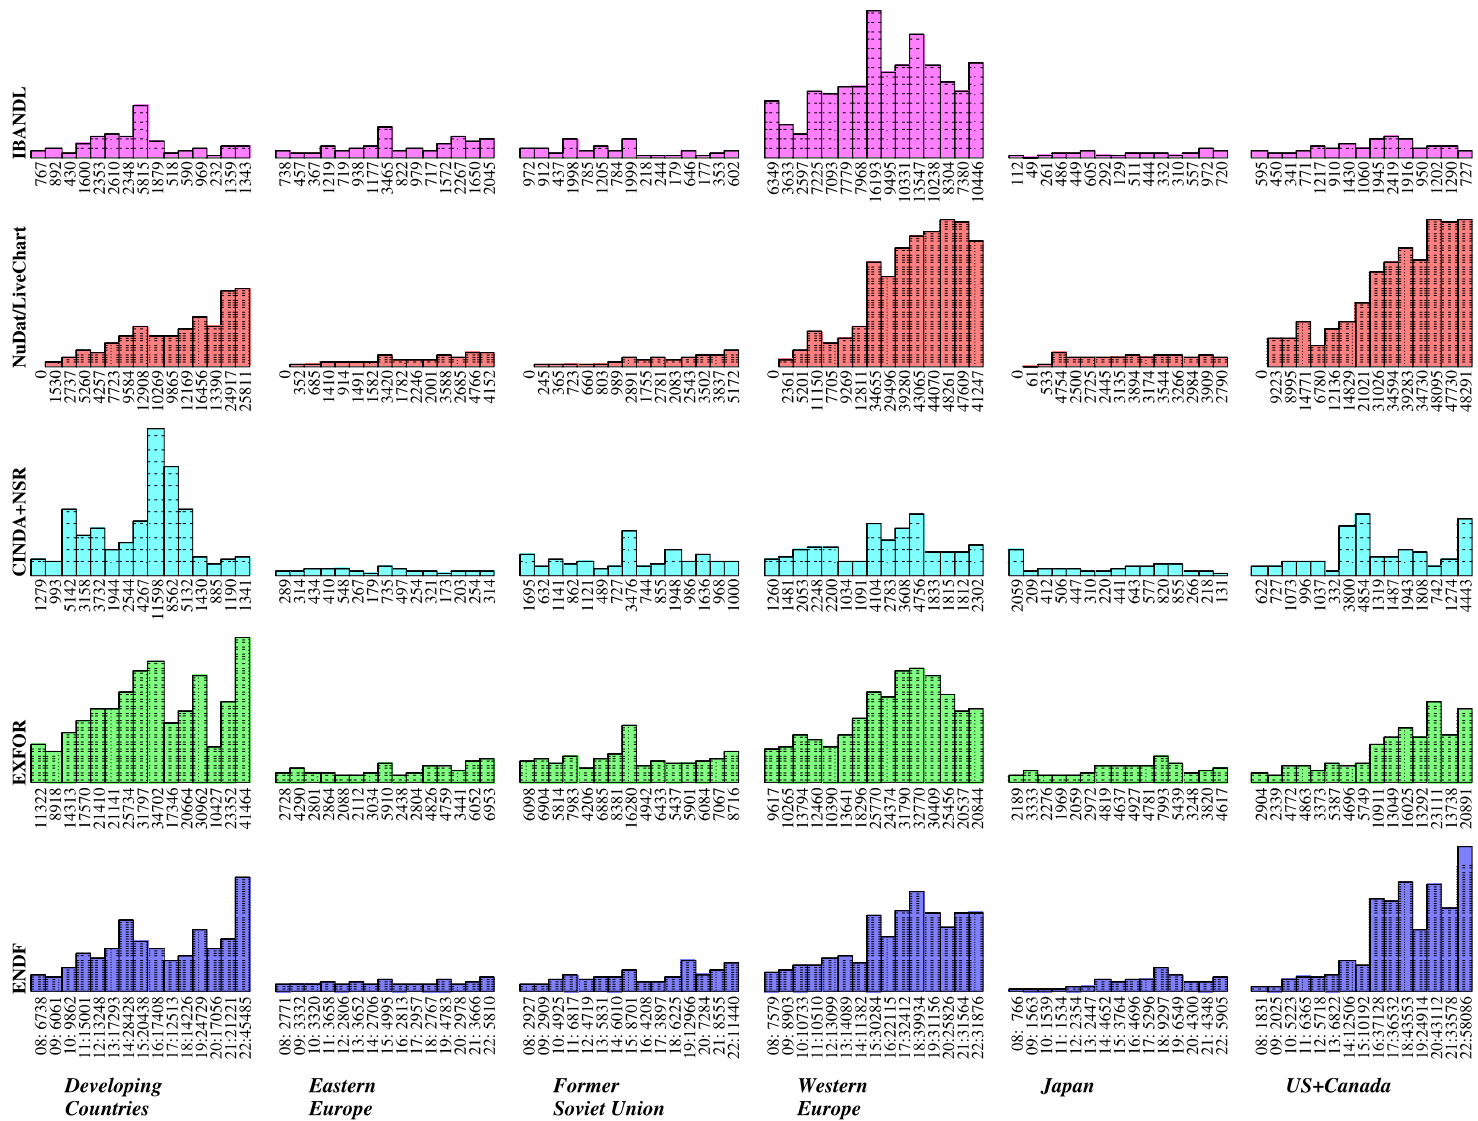 IBANDL
767 892 430 1600 2353 2610 2348 5815 1879 518 590 969 232 1359 1343
738 457 367 1219 719 938 1177 3465 822 979 717 1572 2267 1650 2045
972 912 437 1998 785 1205 784 1999 218 244 179 646 177 353 602
6349 3633 2597 7225 7093 7779 7968 16193 9495 10331 13547 10238 8304 7380 10446
112 49 261 486 449 605 292 129 511 444 332 310 557 972 720
595 450 341 771 1217 910 1430 1060 1945 2419 1916 950 1202 1290 727
NuDat/LiveChart
0 1530 2737 5260 4257 7723 9584 12908 10269 9865 12169 16456 13390 24917 25811
0 352 685 1410 914 1491 1582 3420 1782 2246 2001 3588 2685 4766 4152
0 245 365 723 660 803 989 2891 1755 2781 2083 2543 3502 3837 5172
0 2361 5201 11150 7705 9269 12811 34655 29496 39280 43065 44070 48261 47609 41247
0 61 533 4754 2500 2725 2445 3135 3894 3174 3544 3266 2984 3909 2790
0 9223 8995 14771 6780 12136 14829 21021 31026 34594 39283 34730 48095 47730 48291
CINDA+NSR
1279 993 5142 3158 3732 1944 2544 4267 11598 8562 5132 1430 885 1190 1341
289 314 434 410 548 267 179 735 497 254 321 173 203 254 314
1695 632 1141 862 1121 489 727 3476 744 855 1948 986 1636 968 1000
1260 1481 2053 2248 2200 1034 1091 4104 2783 3608 4756 1833 1815 1812 2302
2059 209 412 506 447 310 220 441 643 577 820 855 266 218 131
622 727 1073 996 1037 332 3800 4854 1319 1487 1943 1808 742 1274 4443
EXFOR
11322 8918 14313 17570 21410 21141 25734 31797 34702 17346 20664 30962 10427 23352 41464
2728 4290 2801 2864 2088 2112 3034 5910 2438 2804 4826 4759 3441 6052 6953
6098 6904 5814 7983 4206 6885 8381 16280 4942 6433 5437 5901 6084 7067 8716
9617 10265 13794 12460 10390 13641 18296 25770 24374 31790 32770 30409 25456 20537 20844
2189 3333 2276 1969 2059 2972 4819 4637 4927 4781 7993 5439 3248 3820 4617
2904 2339 4772 4863 3373 5387 4696 5749 10911 13049 16025 13292 23111 13738 20891
ENDF
08: 6738 09: 6061 10: 9862 11:15001 12:13248 13:17293 14:28428 15:20438 16:17408 17:12513 18:14226 19:24729 20:17056 21:21221 22:45485
08: 2771 09: 3332 10: 3320 11: 3658 12: 2806 13: 3652 14: 2706 15: 4995 16: 2813 17: 2957 18: 2767 19: 4783 20: 2978 21: 3666 22: 5810
08: 2927 09: 2909 10: 4925 11: 6817 12: 4719 13: 5831 14: 6010 15: 8701 16: 4208 17: 3897 18: 6225 19:12966 20: 7284 21: 8555 22:11440
08: 7579 09: 8903 10:10733 11:10510 12:13099 13:14089 14:11382 15:30284 16:22115 17:32412 18:39934 19:31156 20:25826 21:31564 22:31876
08: 766 09: 1563 10: 1539 11: 1534 12: 2354 13: 2447 14: 4652 15: 3764 16: 4696 17: 5296 18: 9297 19: 6549 20: 4300 21: 4348 22: 5905
08: 1831 09: 2025 10: 5223 11: 6365 12: 5718 13: 6822 14:12506 15:10192 16:37128 17:36532 18:43553 19:24914 20:43112 21:33578 22:58086
Developing
Countries
Eastern
Europe
Former
Soviet Union
Western
Europe
Japan
US+Canada